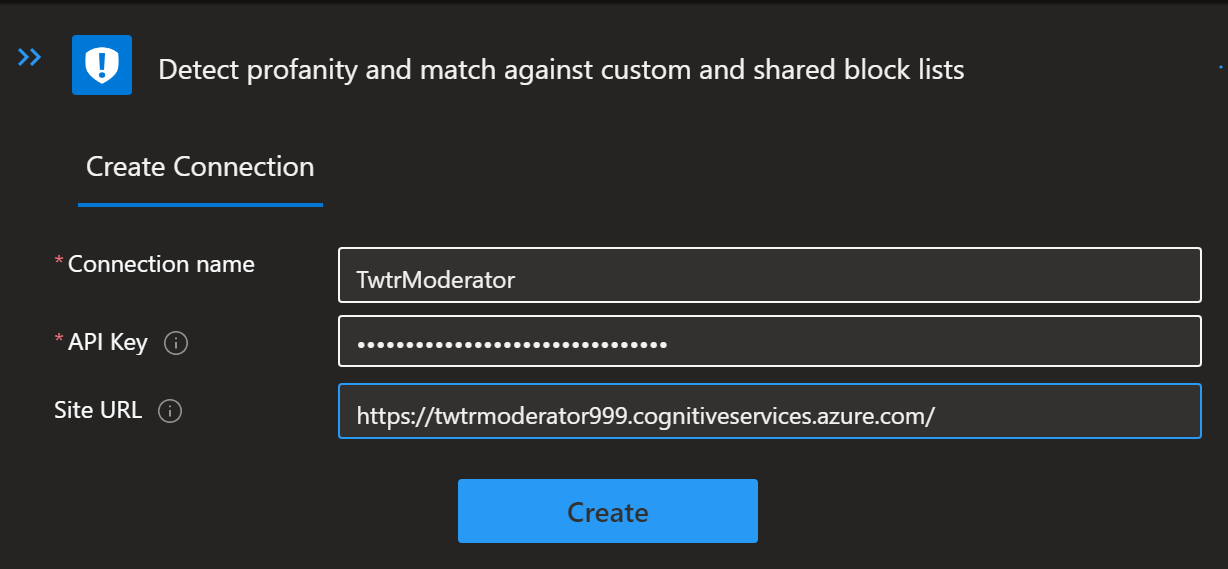 Detect profanity and match against custom and shared block lists
Create Connection
* Connection name
TwtrModerator
* API Key
••••••••••••••••••••••••••••••••
Site URL
https://twtrmoderator999.cognitiveservices.azure.com/
Create